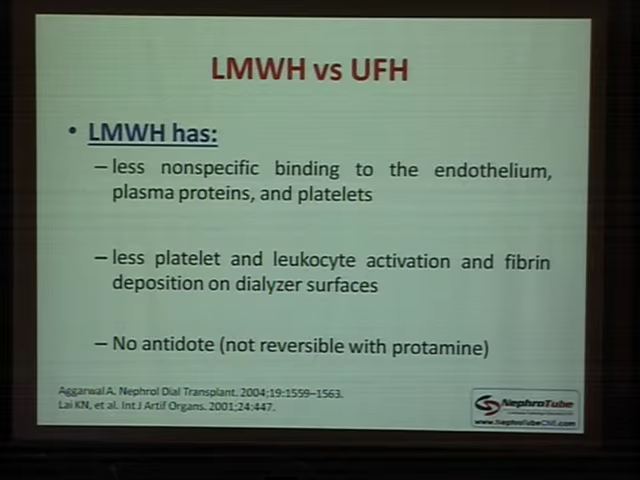 LMWH vs UFH
• LMWH has:
– less nonspecific binding to the endothelium,
plasma proteins, and platelets
– less platelet and leukocyte activation and fibrin
deposition on dialyzer surfaces
– No antidote (not reversible with protamine)
Aggarwal A. Nephrol Dial Transplant. 2004;19:1559–1563.
Lai KN, et al. Int J Artif Organs. 2001;24:447.
NephroTube
www.NephroTubeCNE.com